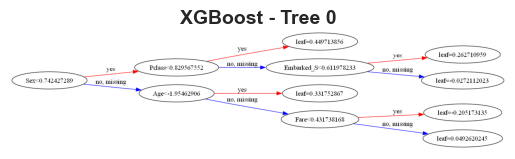 XGBoost - Tree 0
yes
leaf=0.449713856
yes
leaf=0.262710959
Pclass<0.829567552
no, missing
Embarked_S<0.611978233
yes
no, missing
leaf=-0.0272112023
Sex<0.742427289
no, missing
Age<-1.95462906
yes
leaf=0.331752867
no, missing
Fare<0.431738168
yes
leaf=-0.205173135
no, missing
leaf=0.0492620245